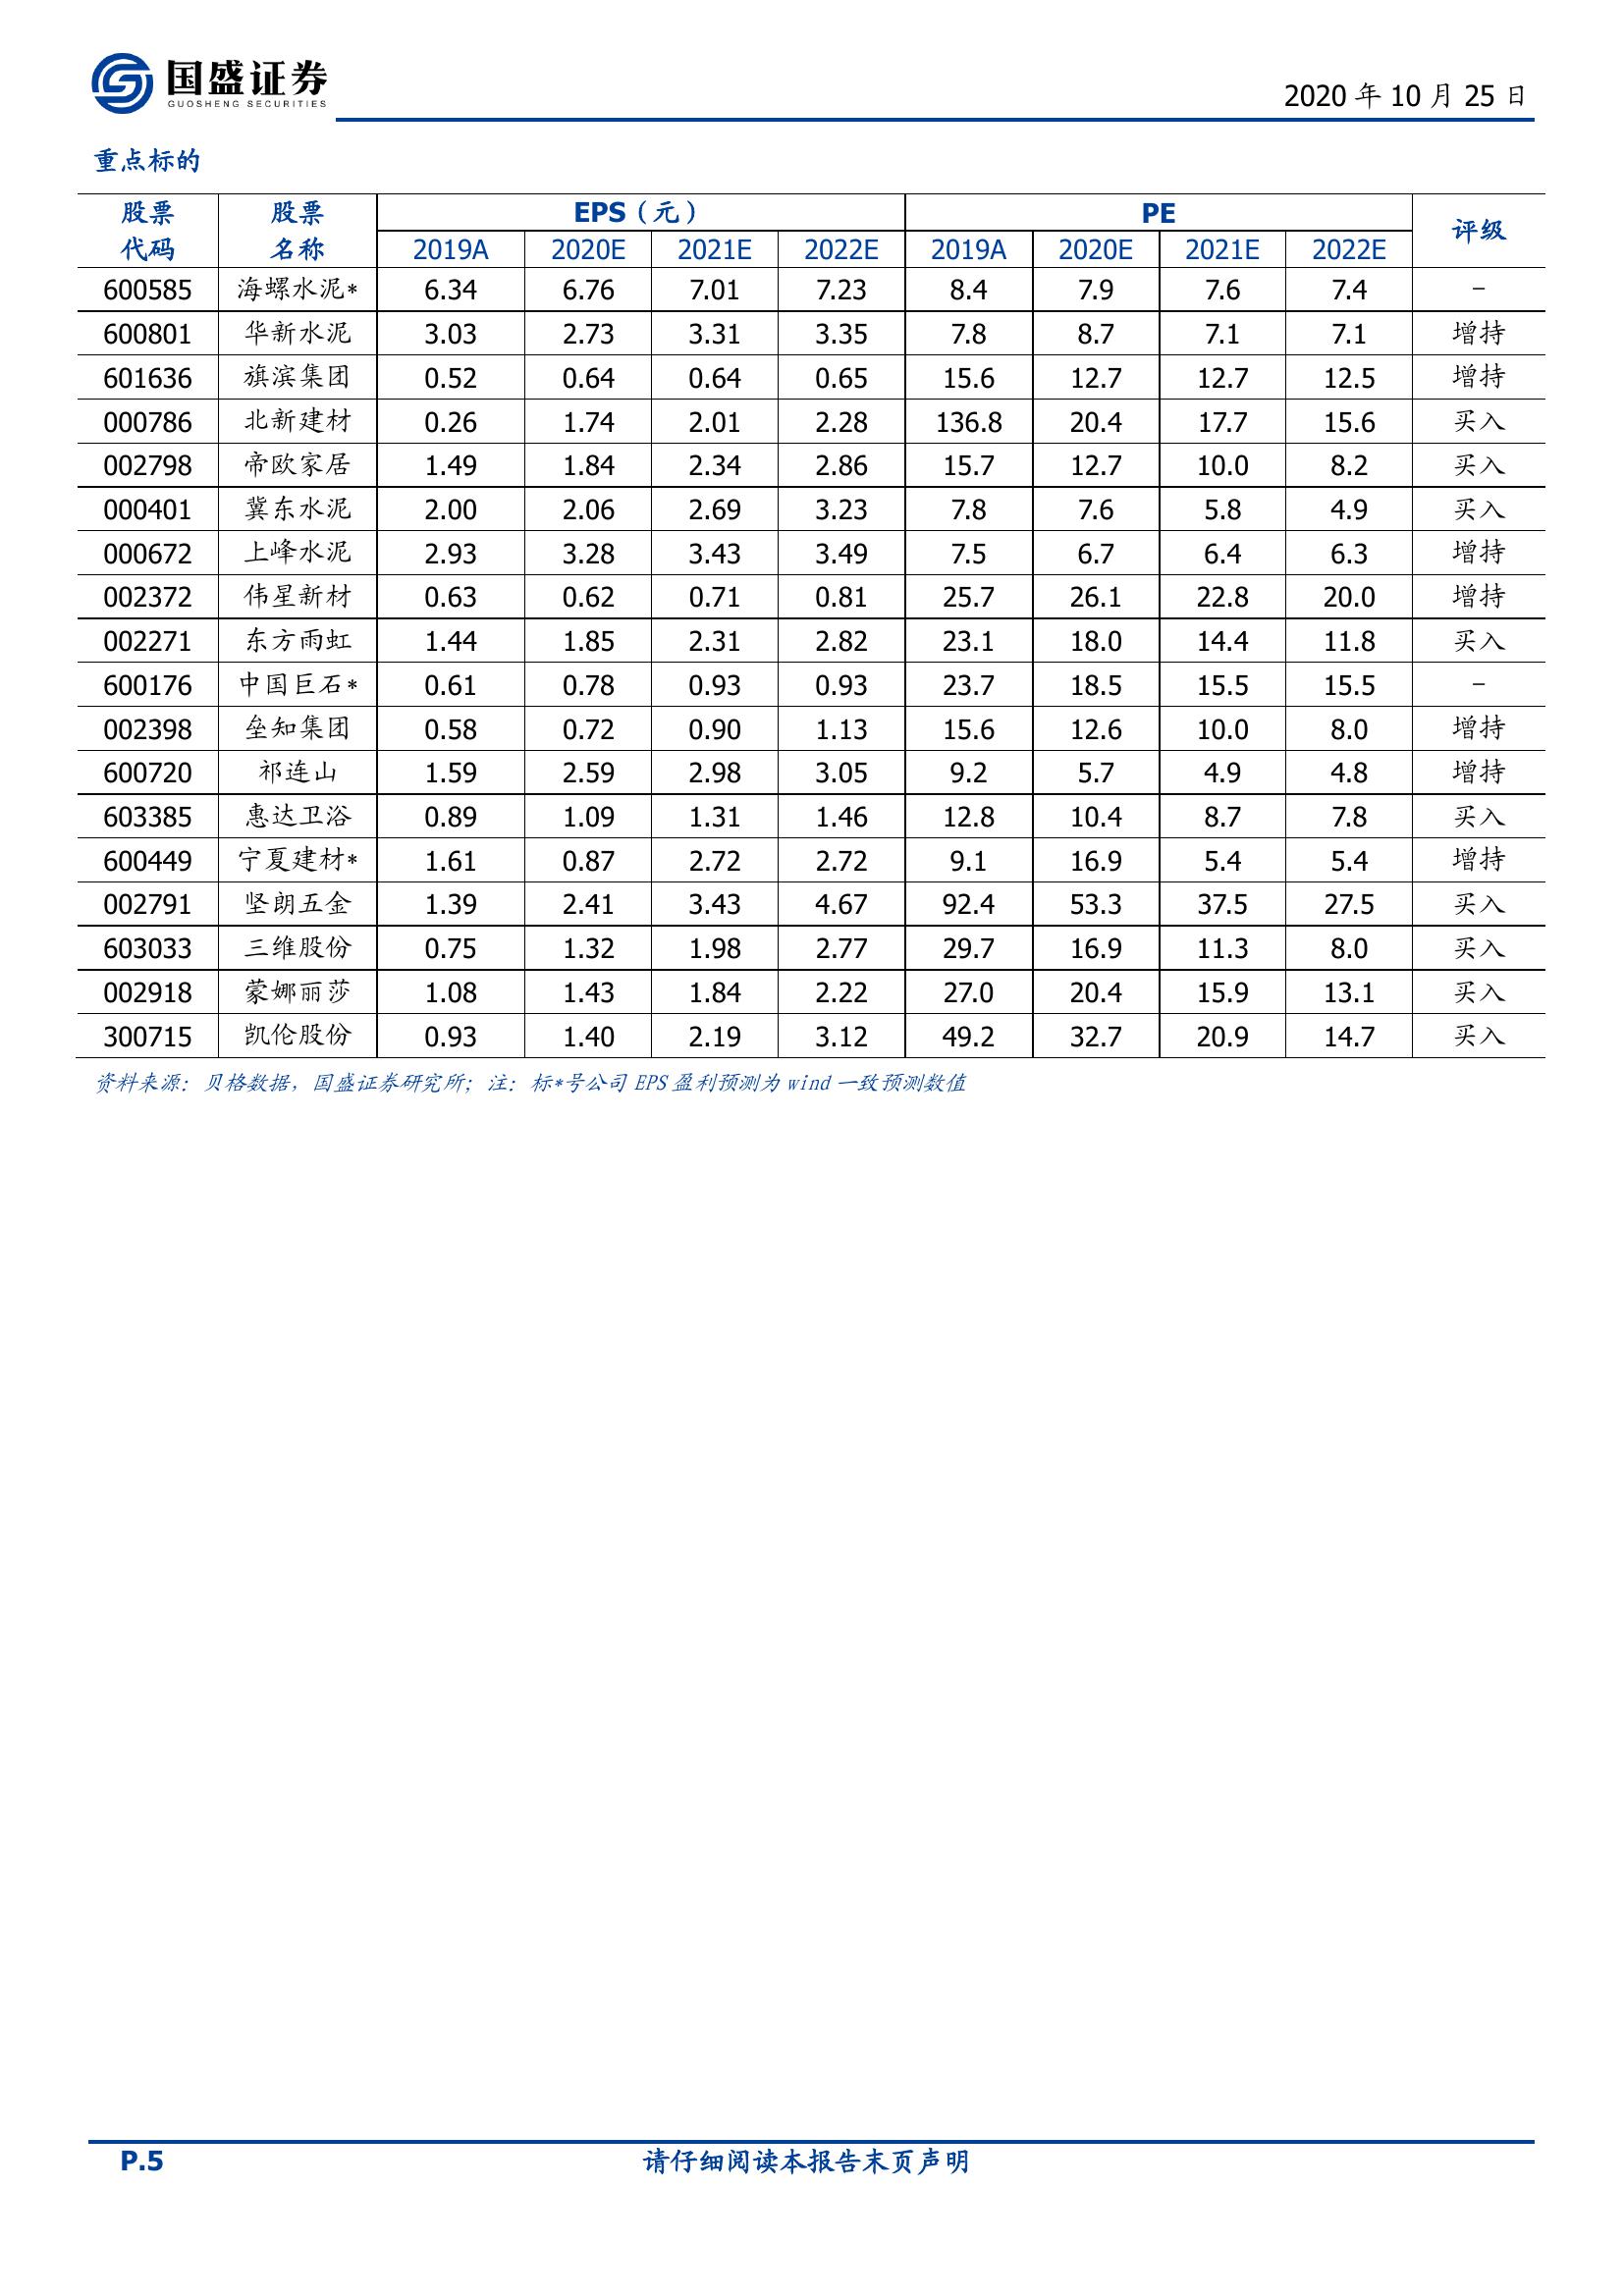 国盛证券
GUOSHENG SECURITIES
2020 年 10 月 25 日
重点标的
股票代码 股票名称 EPS（元） PE 评级
2019A 2020E 2021E 2022E 2019A 2020E 2021E 2022E
600585 海螺水泥* 6.34 6.76 7.01 7.23 8.4 7.9 7.6 7.4 -
600801 华新水泥 3.03 2.73 3.31 3.35 7.8 8.7 7.1 7.1 增持
601636 旗滨集团 0.52 0.64 0.64 0.65 15.6 12.7 12.7 12.5 增持
000786 北新建材 0.26 1.74 2.01 2.28 136.8 20.4 17.7 15.6 买入
002798 帝欧家居 1.49 1.84 2.34 2.86 15.7 12.7 10.0 8.2 买入
000401 冀东水泥 2.00 2.06 2.69 3.23 7.8 7.6 5.8 4.9 买入
000672 上峰水泥 2.93 3.28 3.43 3.49 7.5 6.7 6.4 6.3 增持
002372 伟星新材 0.63 0.62 0.71 0.81 25.7 26.1 22.8 20.0 增持
002271 东方雨虹 1.44 1.85 2.31 2.82 23.1 18.0 14.4 11.8 买入
600176 中国巨石* 0.61 0.78 0.93 0.93 23.7 18.5 15.5 15.5 -
002398 垒知集团 0.58 0.72 0.90 1.13 15.6 12.6 10.0 8.0 增持
600720 祁连山 1.59 2.59 2.98 3.05 9.2 5.7 4.9 4.8 增持
603385 惠达卫浴 0.89 1.09 1.31 1.46 12.8 10.4 8.7 7.8 买入
600449 宁夏建材* 1.61 0.87 2.72 2.72 9.1 16.9 5.4 5.4 增持
002791 坚朗五金 1.39 2.41 3.43 4.67 92.4 53.3 37.5 27.5 买入
603033 三维股份 0.75 1.32 1.98 2.77 29.7 16.9 11.3 8.0 买入
002918 蒙娜丽莎 1.08 1.43 1.84 2.22 27.0 20.4 15.9 13.1 买入
300715 凯伦股份 0.93 1.40 2.19 3.12 49.2 32.7 20.9 14.7 买入
资料来源：贝格数据，国盛证券研究所；注：标*号公司 EPS 盈利预测为 wind 一致预测数值
P.5 请仔细阅读本报告末页声明